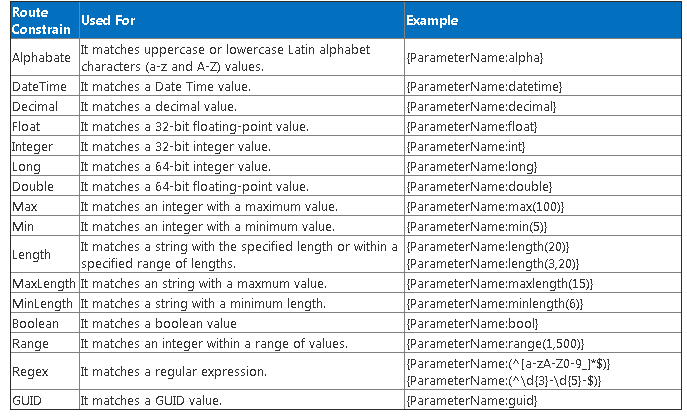 Route
Constrain Used For Example
Alphabate It matches uppercase or lowercase Latin alphabet
characters (a-z and A-Z) values. {ParameterName:alpha}
DateTime It matches a Date Time value. {ParameterName:datetime}
Decimal It matches a decimal value. {ParameterName:decimal}
Float It matches a 32-bit floating-point value. {ParameterName:float}
Integer It matches a 32-bit integer value. {ParameterName:int}
Long It matches a 64-bit integer value. {ParameterName:long}
Double It matches a 64-bit floating-point value. {ParameterName:double}
Max It matches an integer with a maximum value. {ParameterName:max(100)}
Min It matches an integer with a minimum value. {ParameterName:min(5)}
Length It matches a string with the specified length or within a
specified range of lengths. {ParameterName:length(20)}
{ParameterName:length(3,20)}
MaxLength It matches an string with a maxmum value. {ParameterName:maxlength(15)}
MinLength It matches a string with a minimum length. {ParameterName:minlength(6)}
Boolean It matches a boolean value {ParameterName:bool}
Range It matches an integer within a range of values. {ParameterName:range(1,500)}
Regex It matches a regular expression. {ParameterName:(^[a-zA-Z0-9_]*$)}
{ParameterName:(^\d{3}-\d{5}-$)}
GUID It matches a GUID value. {ParameterName:guid}